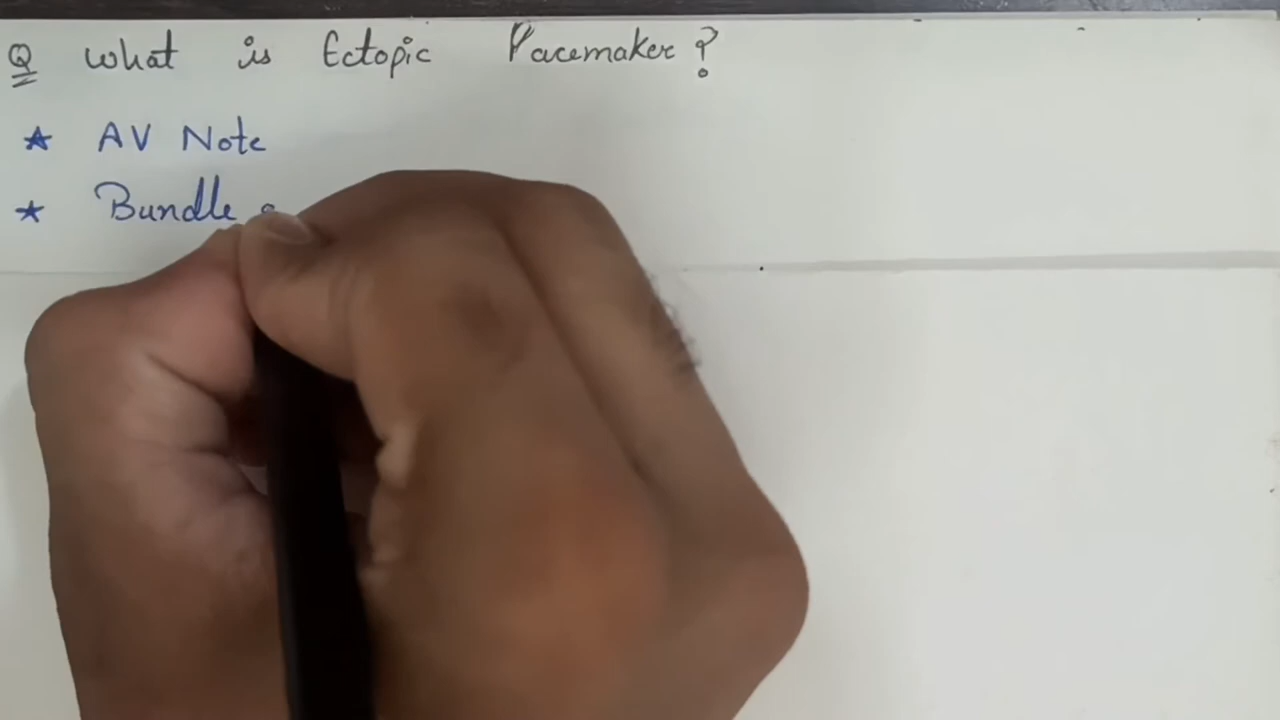 Q What is Ectopic Pacemaker?
★ AV Note
★ Bundle